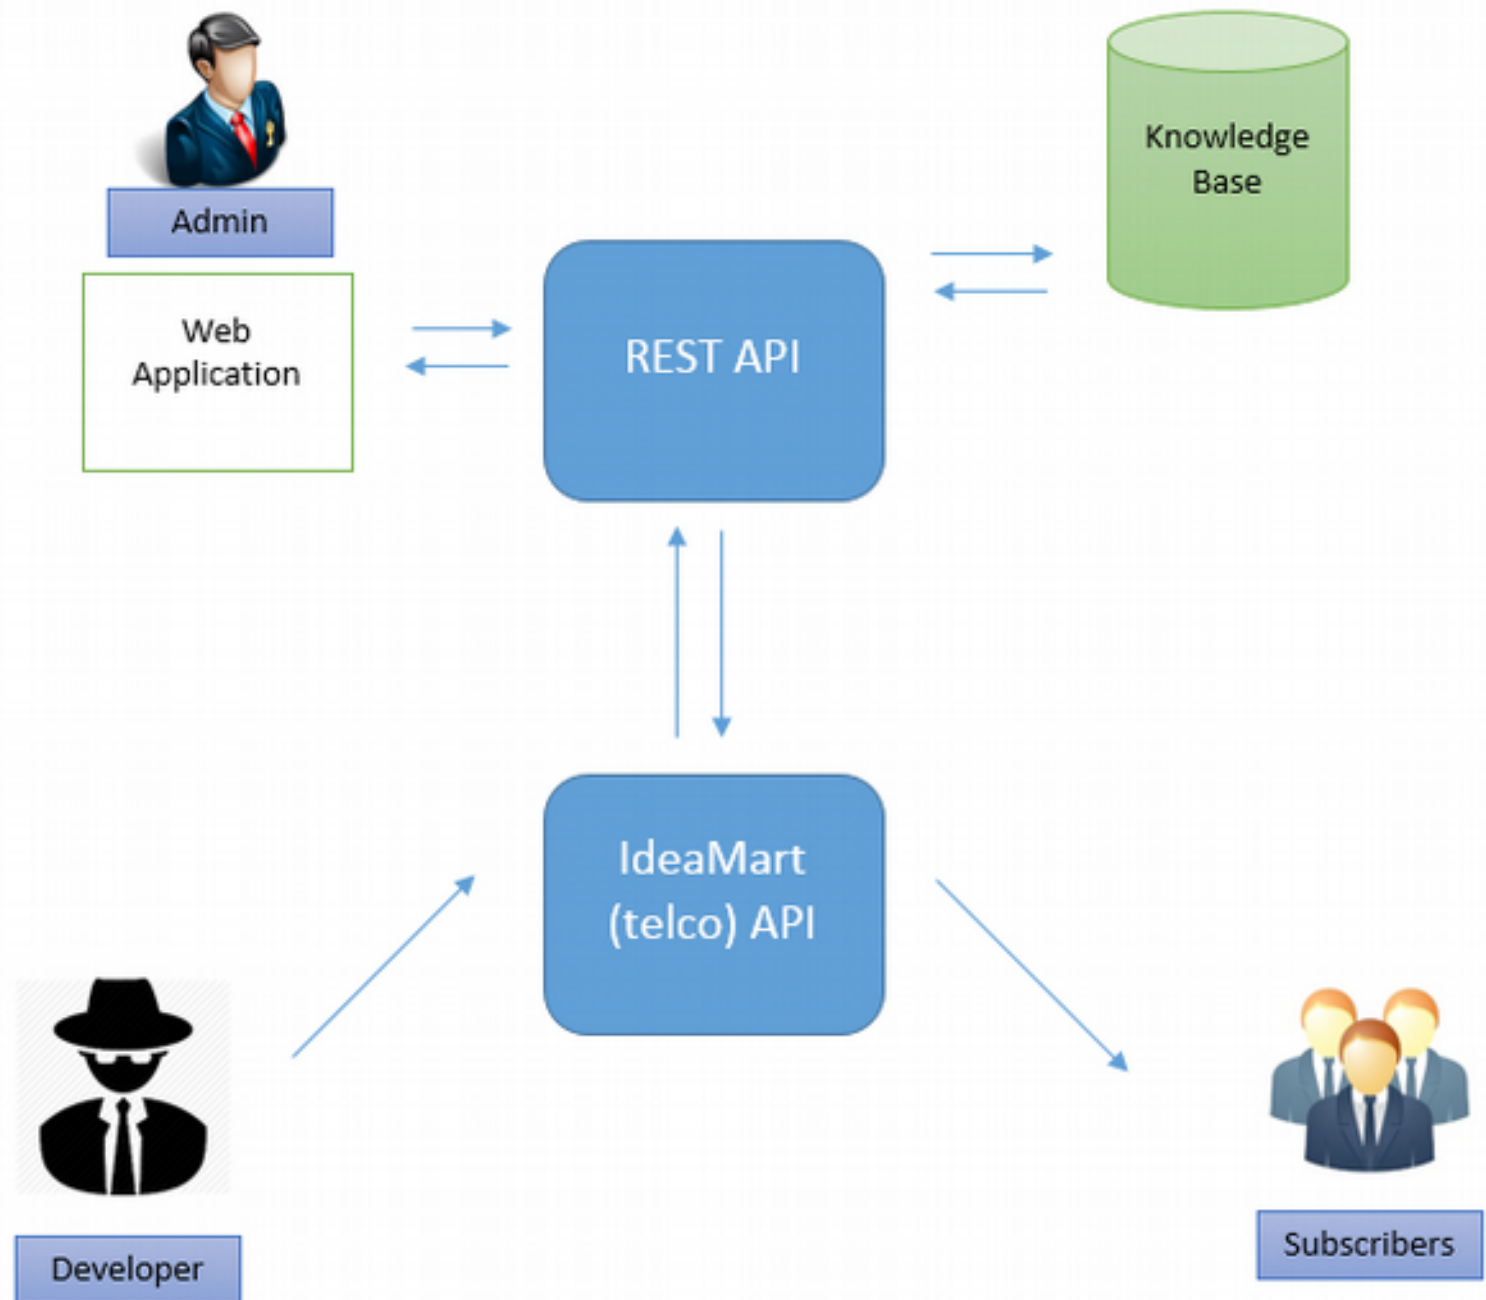 Knowledge
Base
Admin
Web
Application
REST API
IdeaMart
(telco) API
Developer
Subscribers